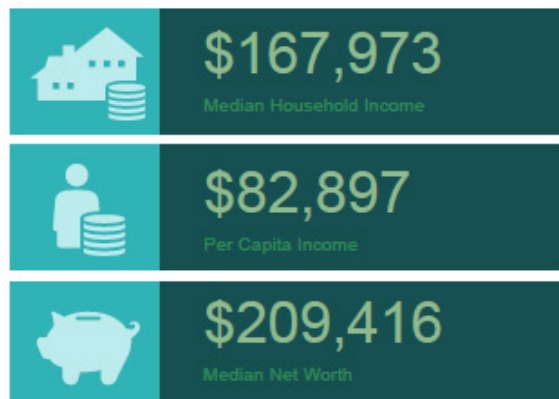 $167,973
Median Household Income
$82,897
Per Capita Income
$209,416
Median Net Worth